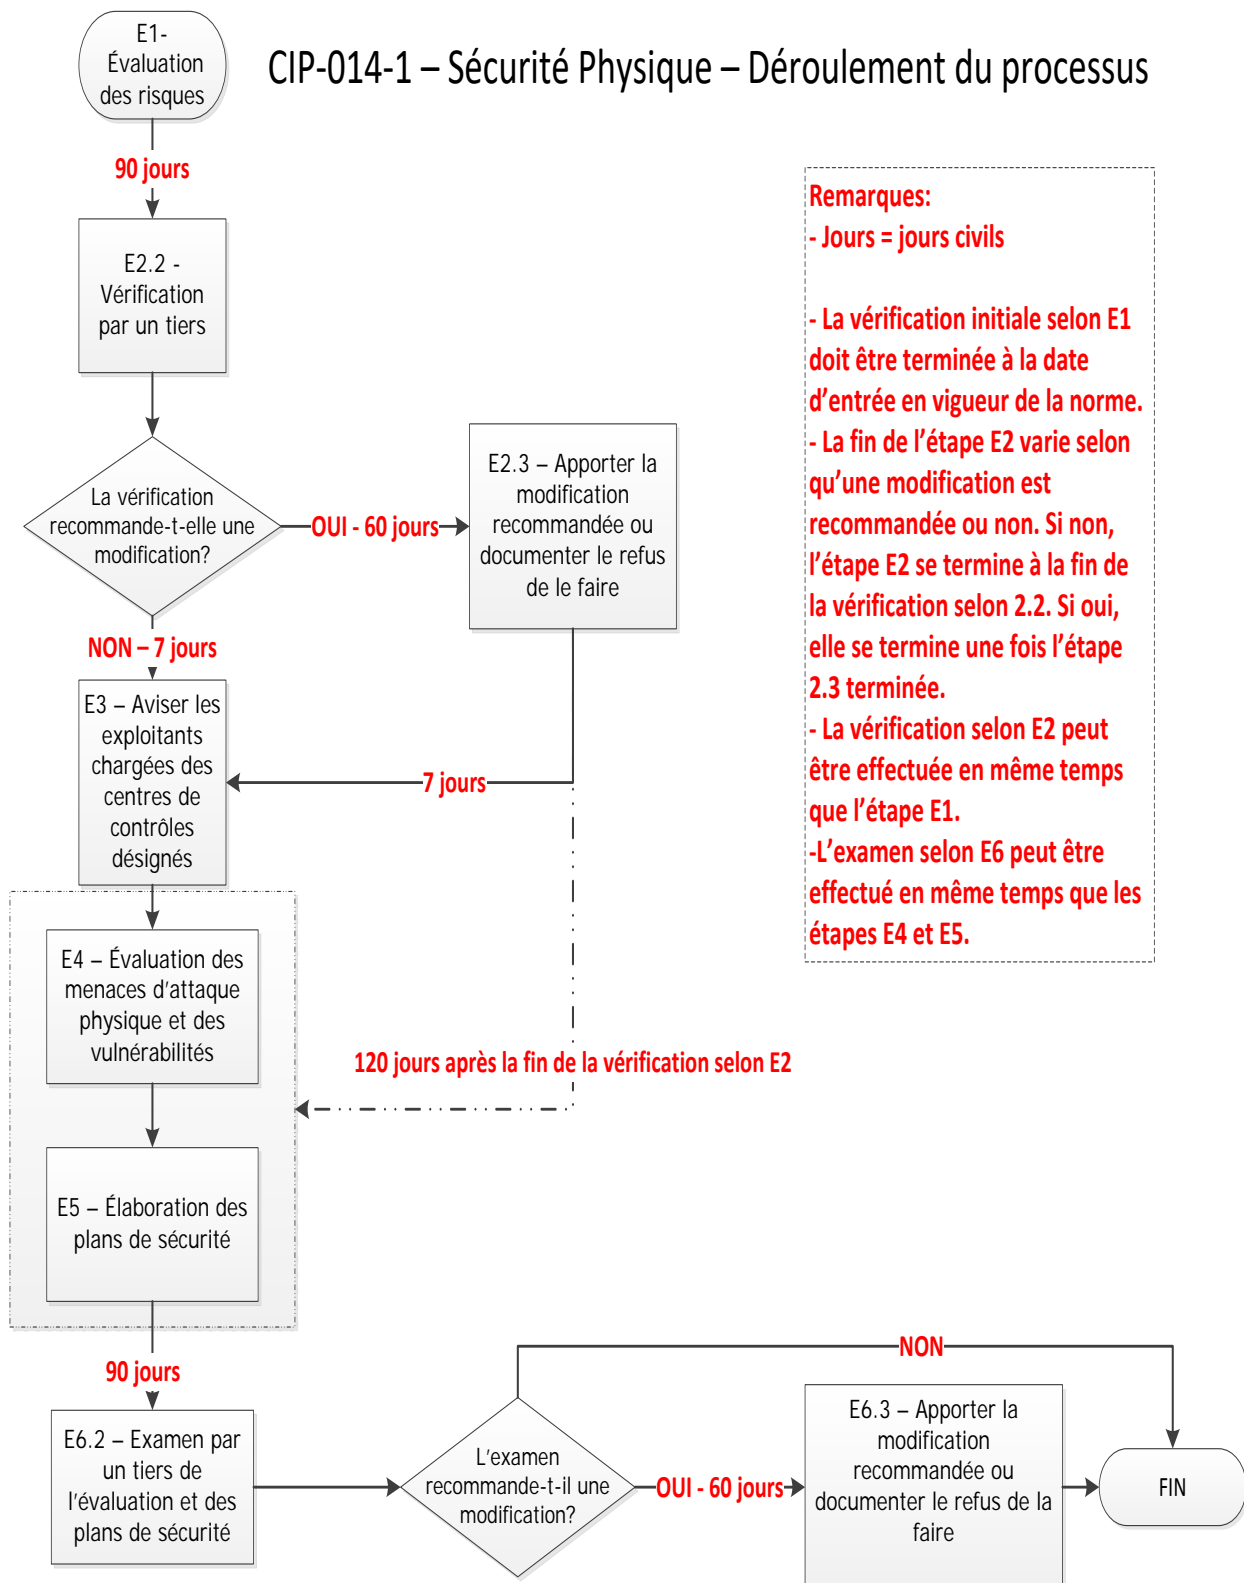 E1-
Évaluation
des risques
CIP-014-1 – Sécurité Physique – Déroulement du processus
90 jours
E2.2 -
Vérification
par un tiers
La vérification
recommande-t-elle une
modification?
OUI - 60 jours
E2.3 – Apporter la
modification
recommandée ou
documenter le refus
de le faire
NON – 7 jours
E3 – Aviser les
exploitants
chargées des
centres de
contrôles
désignés
7 jours
Remarques:
- Jours = jours civils
- La vérification initiale selon E1
doit être terminée à la date
d’entrée en vigueur de la norme.
- La fin de l’étape E2 varie selon
qu’une modification est
recommandée ou non. Si non,
l’étape E2 se termine à la fin de
la vérification selon 2.2. Si oui,
elle se termine une fois l’étape
2.3 terminée.
- La vérification selon E2 peut
être effectuée en même temps
que l’étape E1.
-L’examen selon E6 peut être
effectué en même temps que les
étapes E4 et E5.
E4 – Évaluation des
menaces d'attaque
physique et des
vulnérabilités
120 jours après la fin de la vérification selon E2
E5 – Élaboration des
plans de sécurité
90 jours
E6.2 – Examen par
un tiers de
l'évaluation et des
plans de sécurité
L'examen
recommande-t-il une
modification?
NON
OUI - 60 jours
E6.3 – Apporter la
modification
recommandée ou
documenter le refus de la
faire
FIN